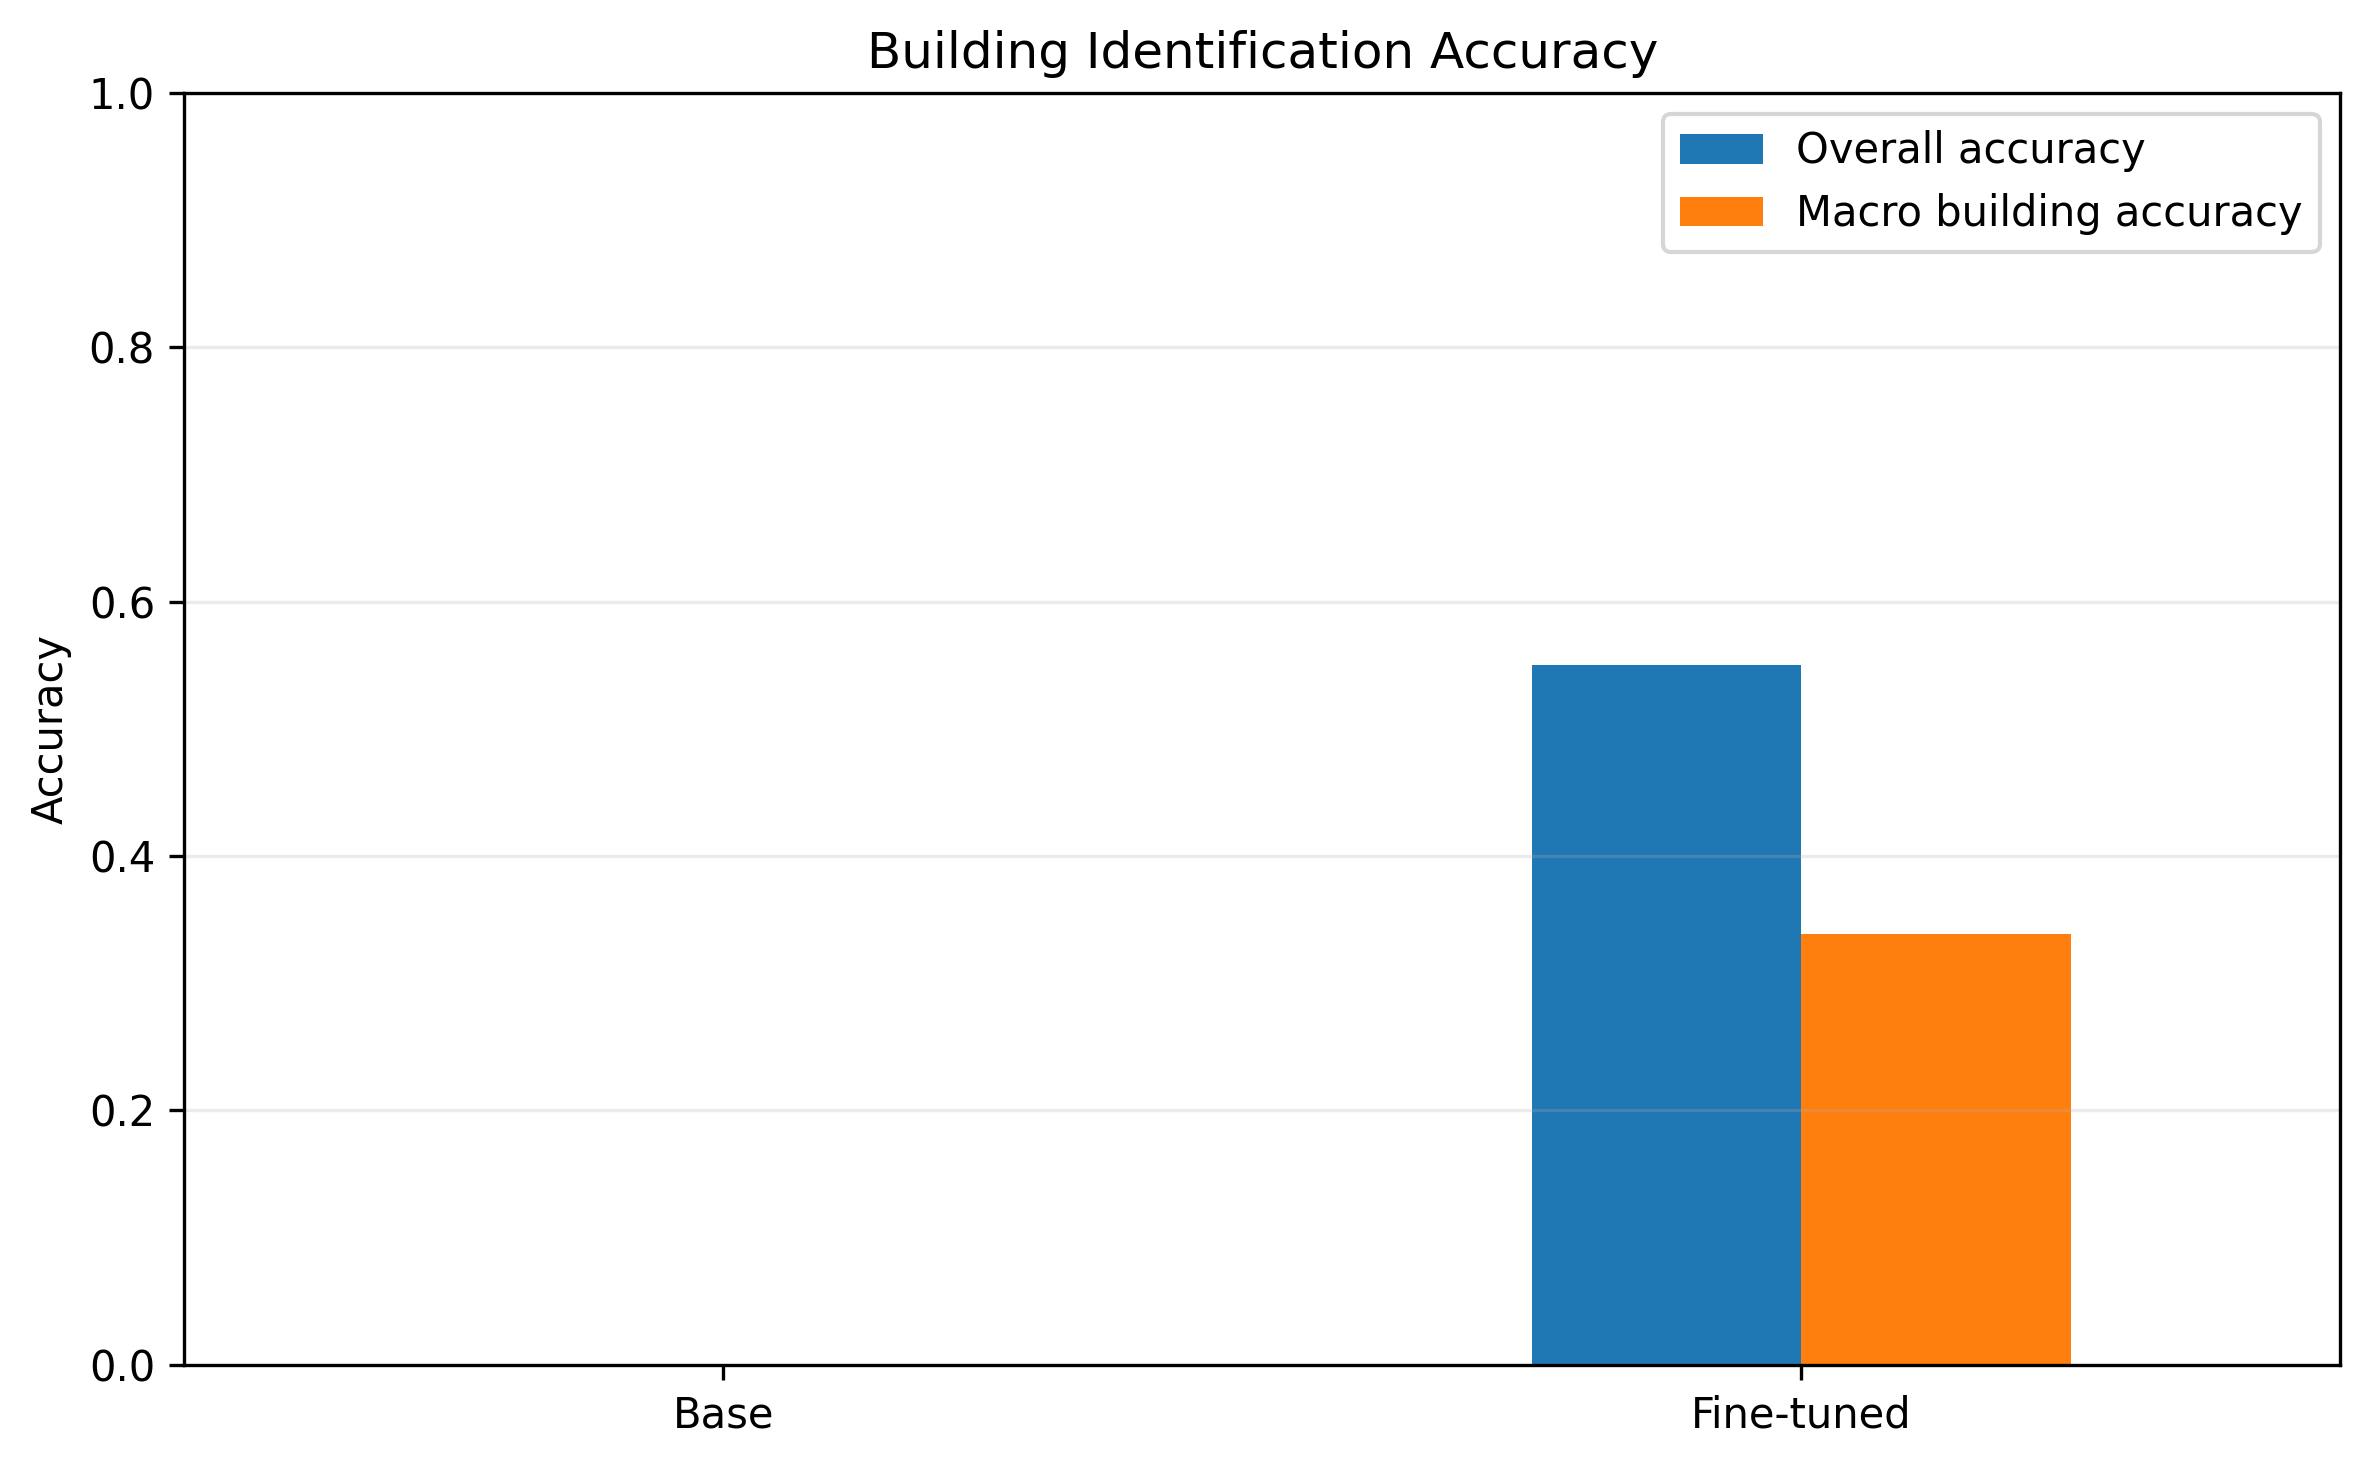 Building Identification Accuracy
1.0
0.8
0.6
0.4
0.2
0.0
Accuracy
Overall accuracy
Macro building accuracy
Base
Fine-tuned